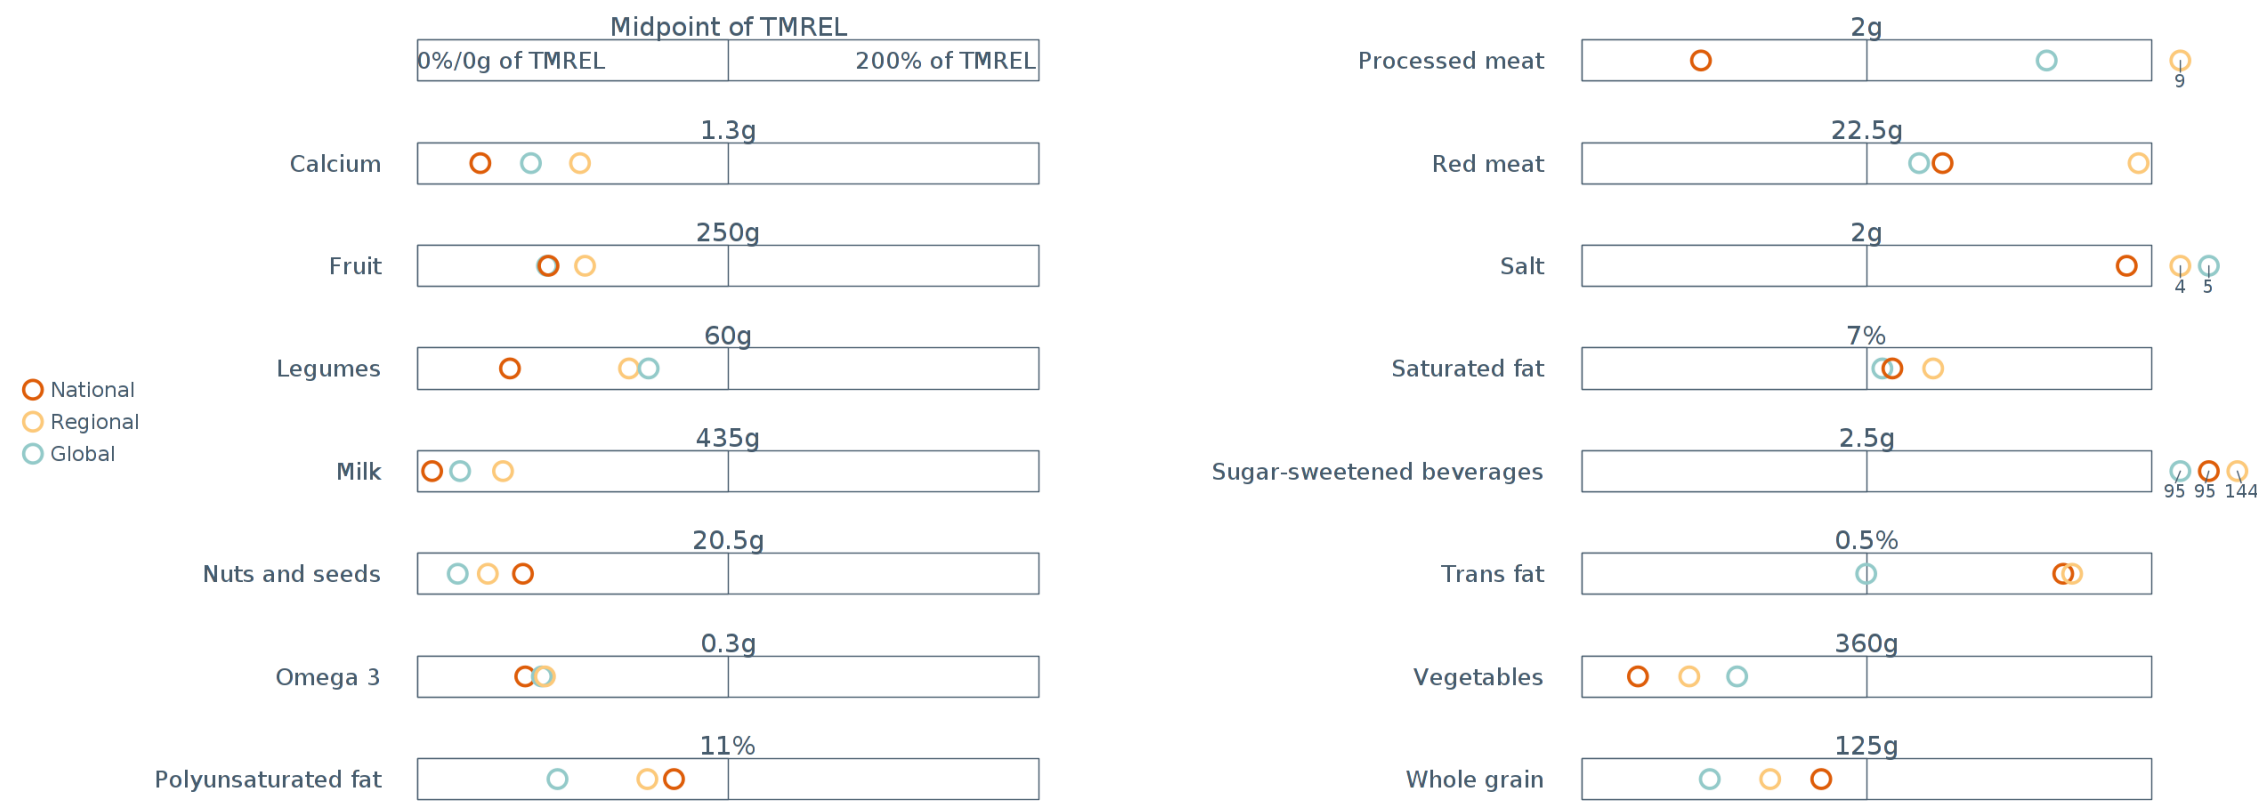 Midpoint of TMREL
0%/0g of TMREL 200% of TMREL
1.3g
Calcium
250g
Fruit
60g
Legumes
435g
Milk
20.5g
Nuts and seeds
0.3g
Omega 3
11%
Polyunsaturated fat
National
Regional
Global
2g
Processed meat
9
22.5g
Red meat
2g
Salt
4 5
7%
Saturated fat
2.5g
Sugar-sweetened beverages
95 95 144
0.5%
Trans fat
360g
Vegetables
125g
Whole grain